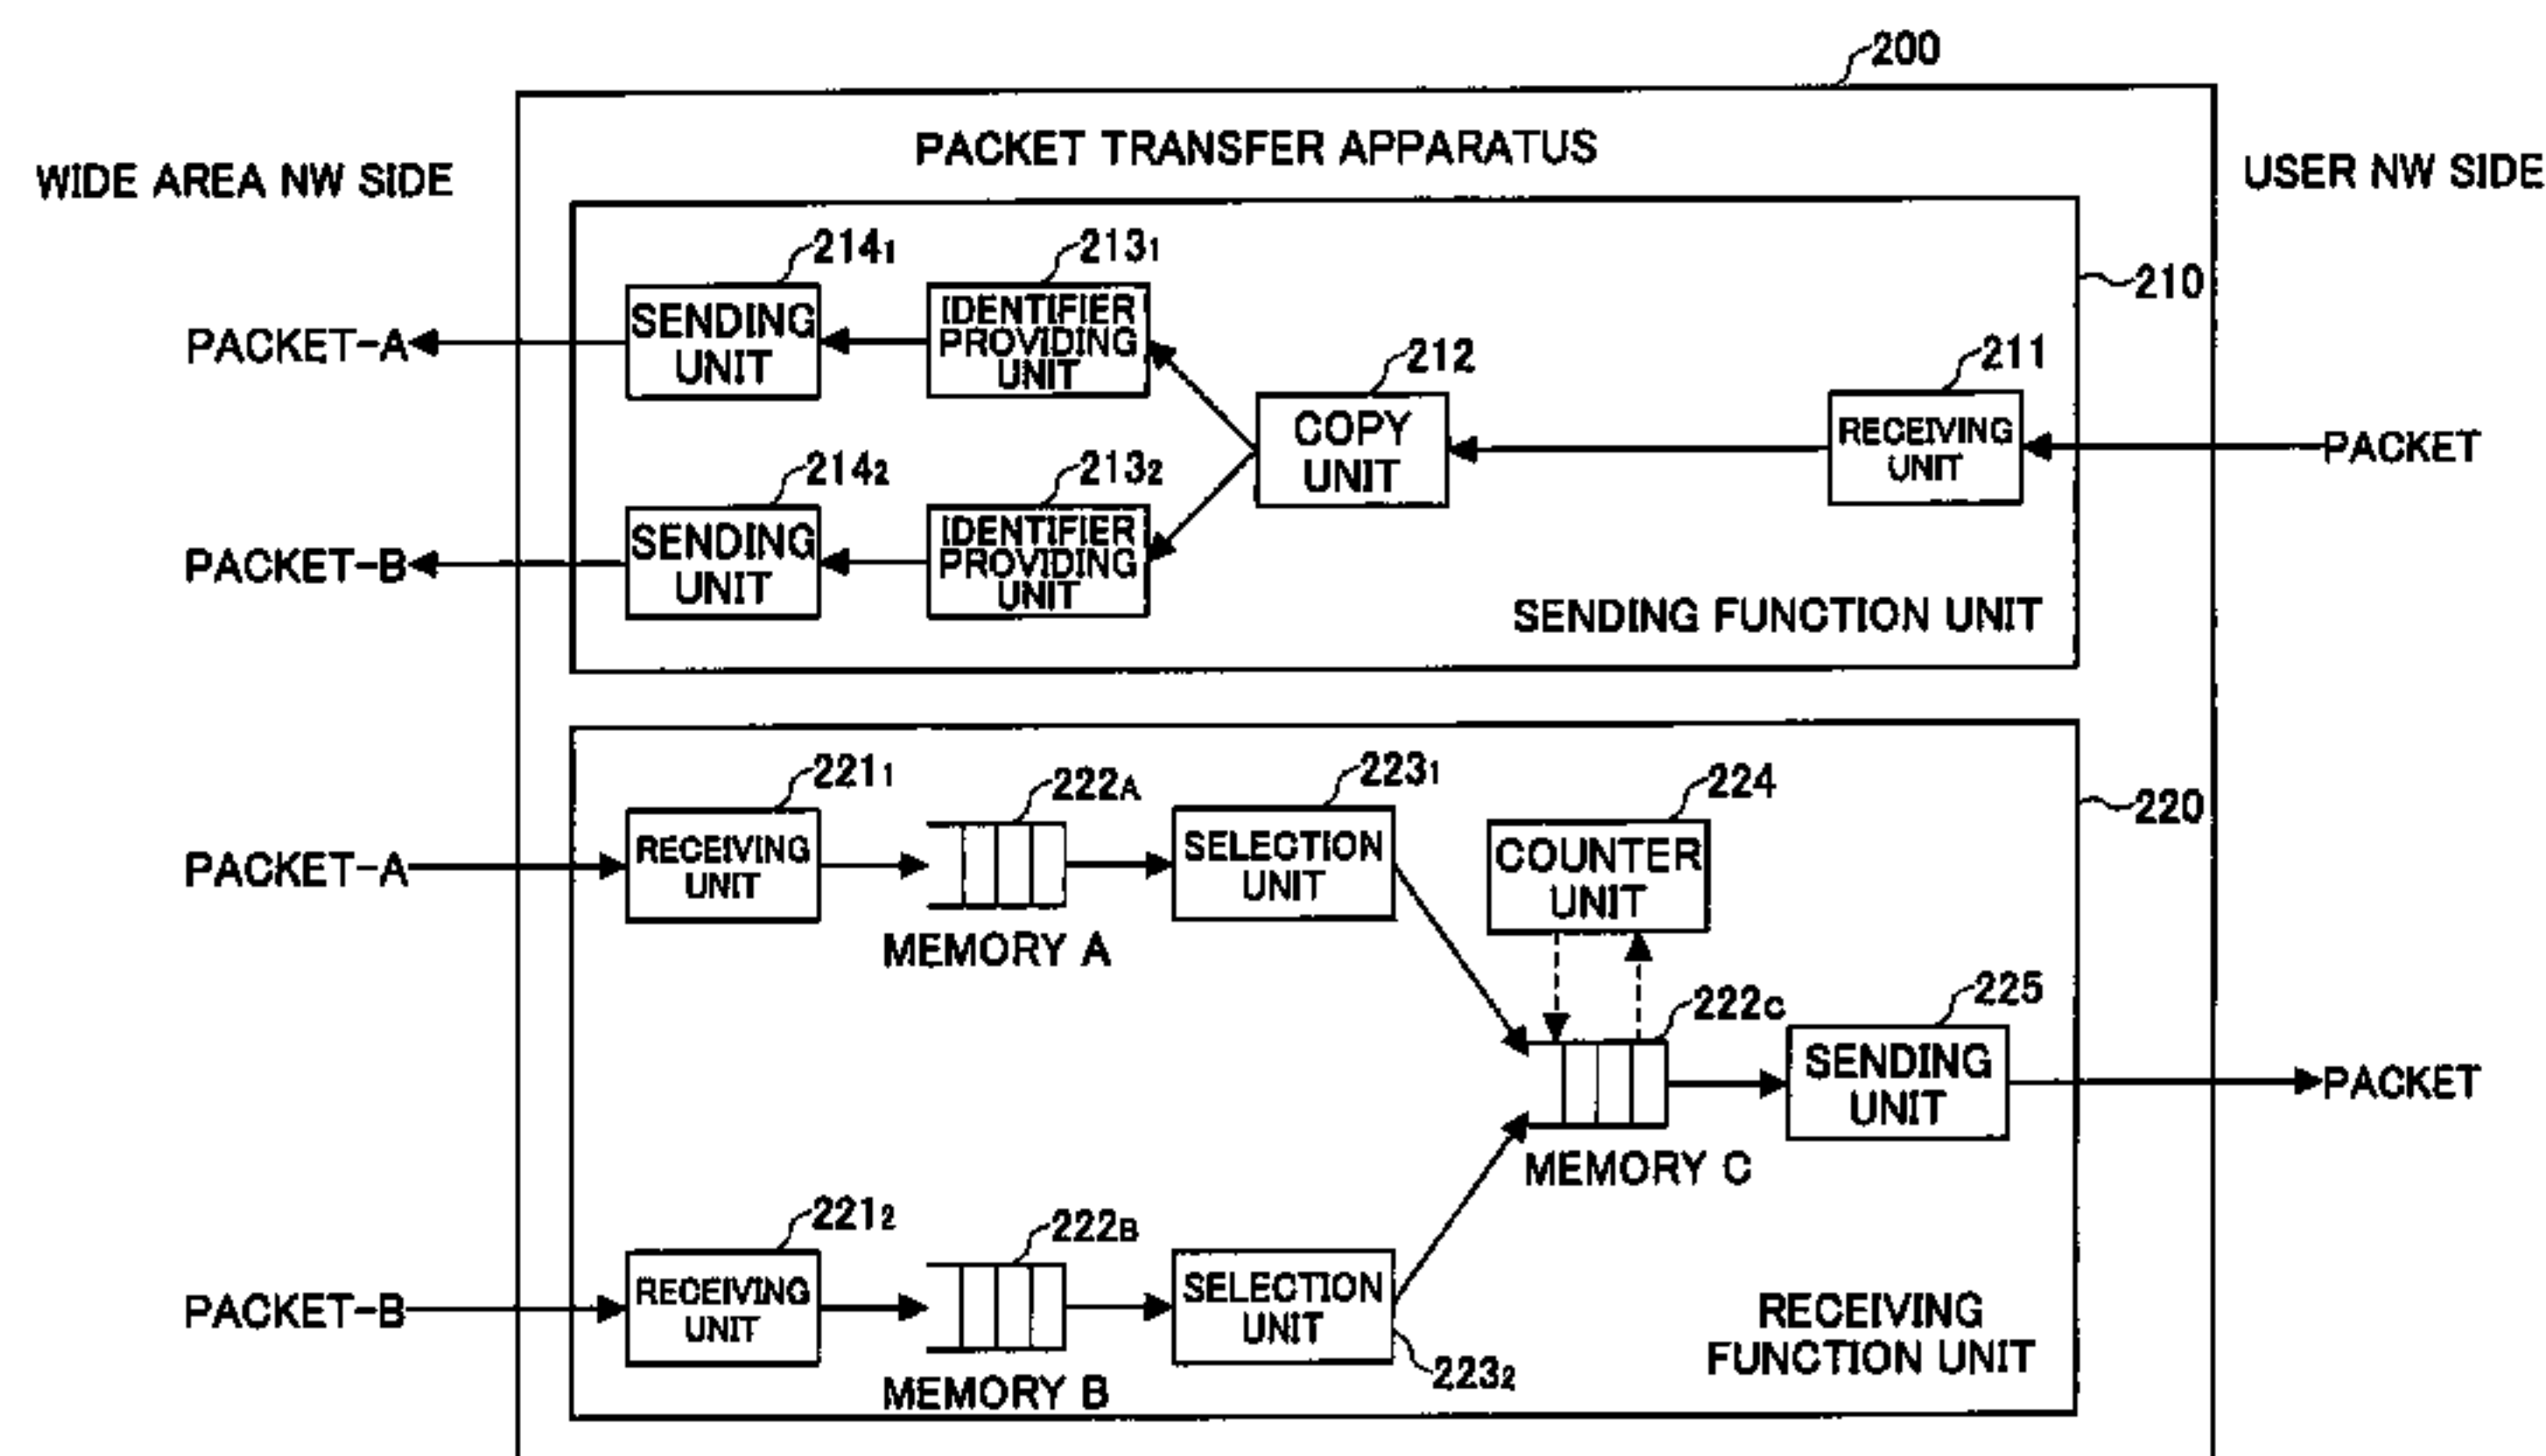 200
PACKET TRANSFER APPARATUS
WIDE AREA NW SIDE
USER NW SIDE
214₁
213₁
210
SENDING
UNIT
IDENTIFIER
PROVIDING
UNIT
PACKET-A
212
211
COPY
UNIT
RECEIVING
UNIT
PACKET
214₂
213₂
SENDING
UNIT
IDENTIFIER
PROVIDING
UNIT
PACKET-B
SENDING FUNCTION UNIT
221₁
222A
223₁
224
220
PACKET-A
RECEIVING
UNIT
SELECTION
UNIT
COUNTER
UNIT
MEMORY A
222C
225
SENDING
UNIT
PACKET
MEMORY C
221₂
222B
PACKET-B
RECEIVING
UNIT
SELECTION
UNIT
RECEIVING
FUNCTION UNIT
223₂
MEMORY B